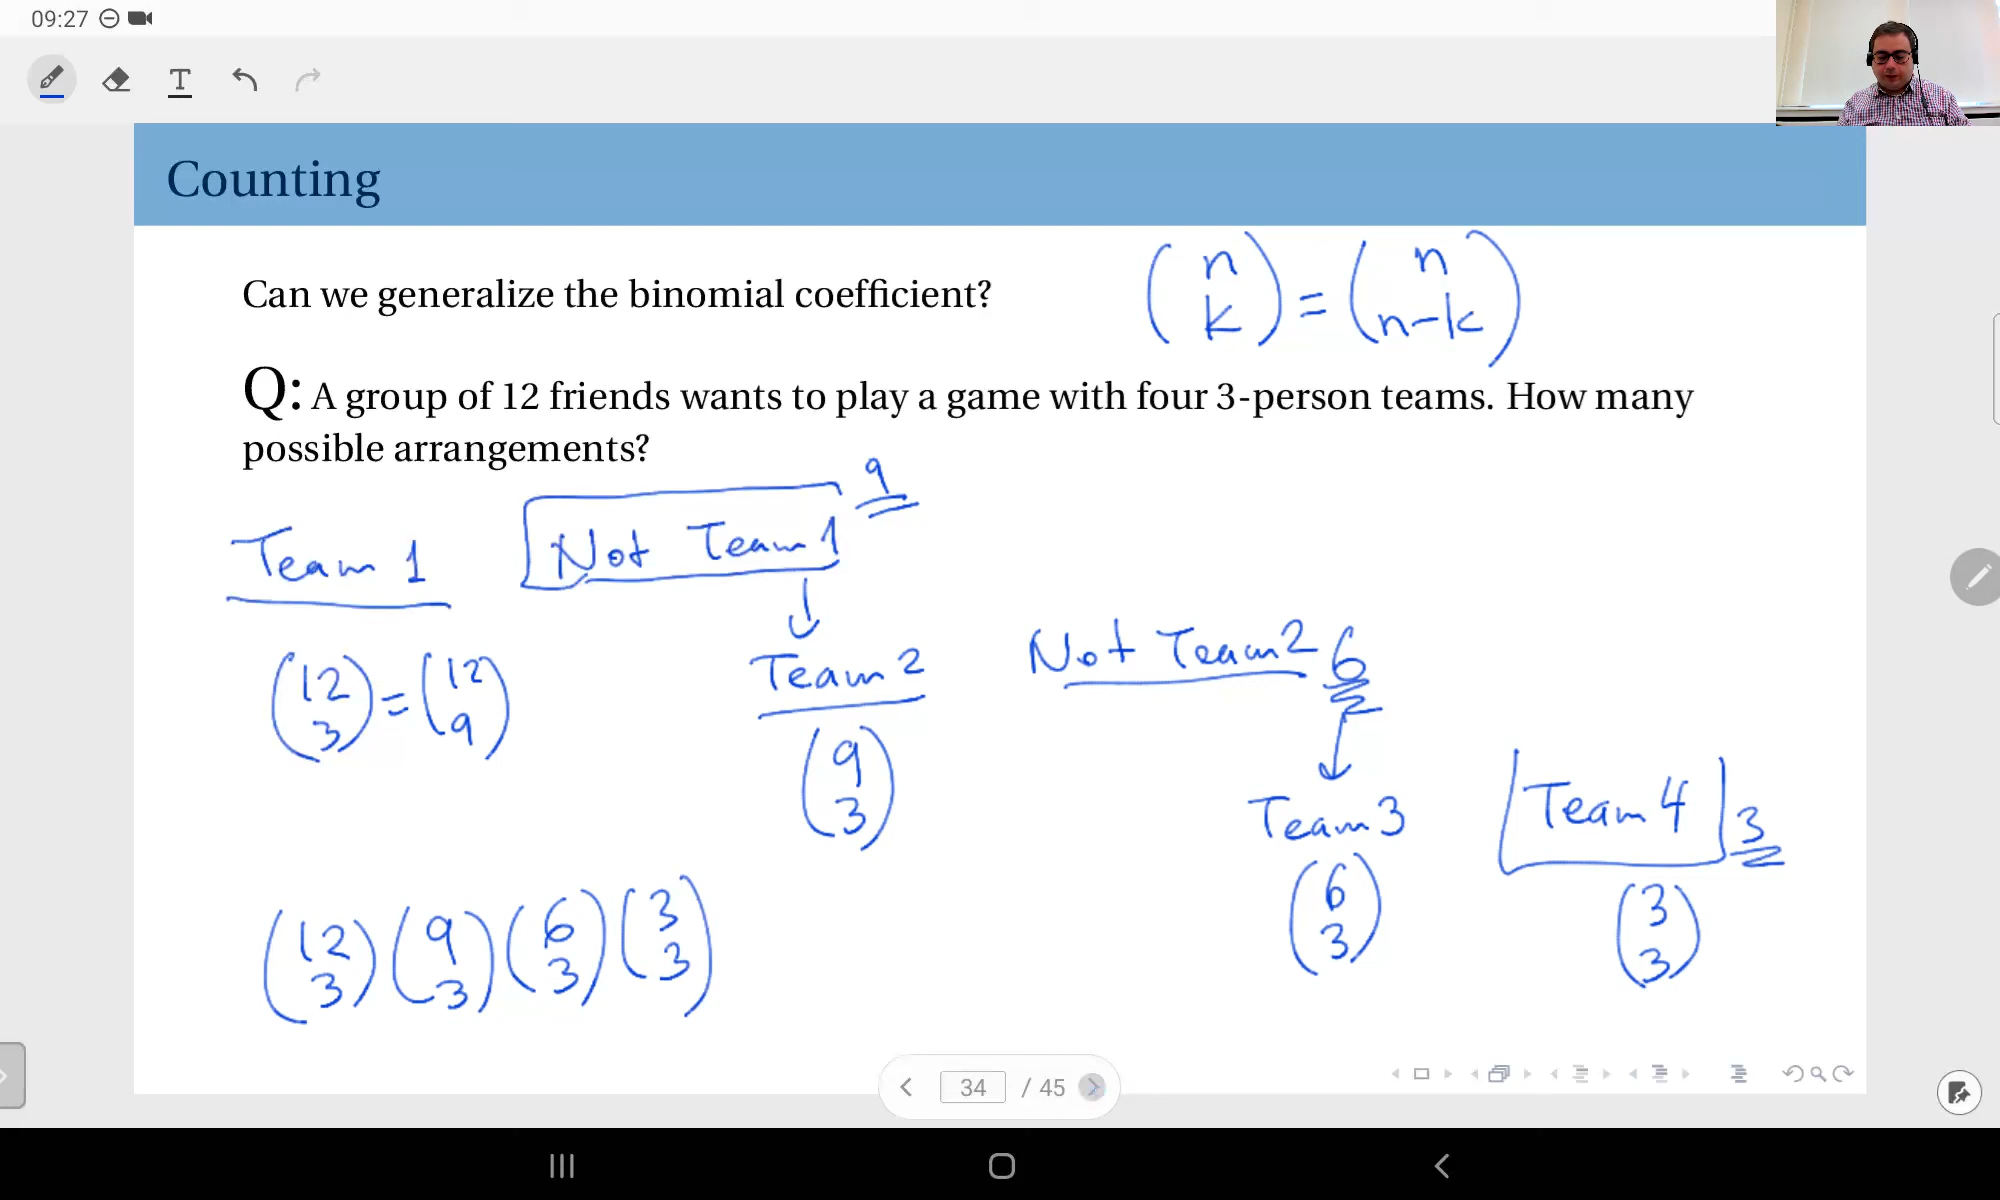 09:27
T
Counting
Can we generalize the binomial coefficient?
(n k) = (n n-k)
Q: A group of 12 friends wants to play a game with four 3-person teams. How many
possible arrangements?
Team 1
Not Team 1
9
(12 3) = (12 9)
Team 2
(9 3)
Not Team 2 6
Team 3
(6 3)
Team 4
3
(3 3)
(12 3)(9 3)(6 3)(3 3)
34 / 45